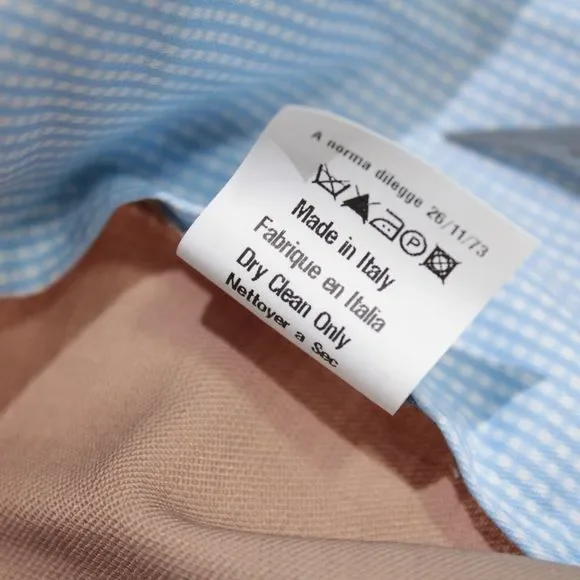 A norma dilegge 26/11/73
P
Made in Italy
Fabrique en Italia
Dry Clean Only
Nettoyer a Sec